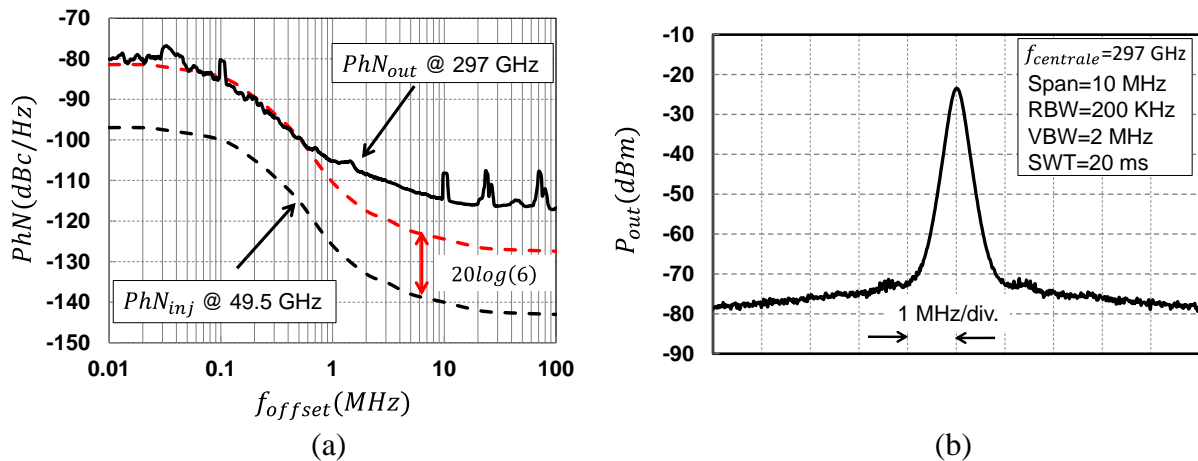 -70
-80
-90
-100
-110
-120
-130
-140
-150
PhN(dBc/Hz)
PhN_out @ 297 GHz
PhN_inj @ 49.5 GHz
20log(6)
0.01 0.1 1 10 100
f_offset(MHz)
(a)
-10
-20
-30
-40
-50
-60
-70
-80
-90
P_out (dBm)
f_centrale=297 GHz
Span=10 MHz
RBW=200 KHz
VBW=2 MHz
SWT=20 ms
1 MHz/div.
(b)